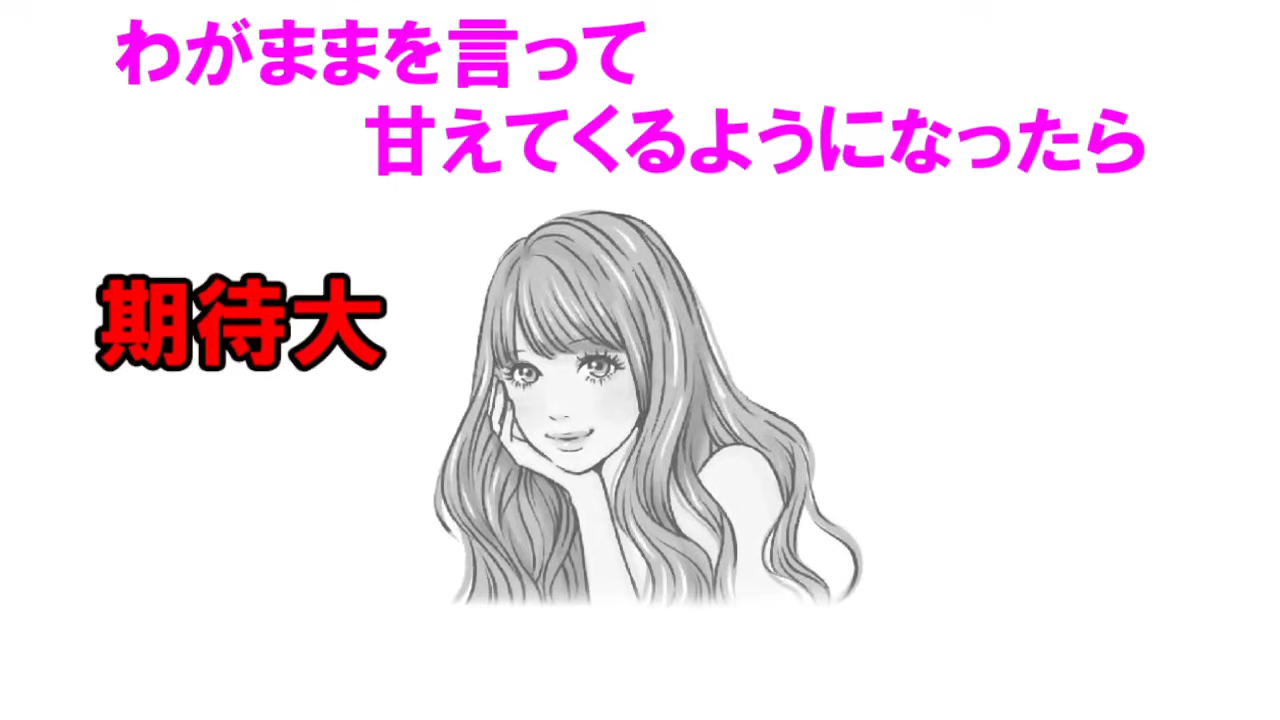 わがままを言って
甘えてくるようになったら
期待大